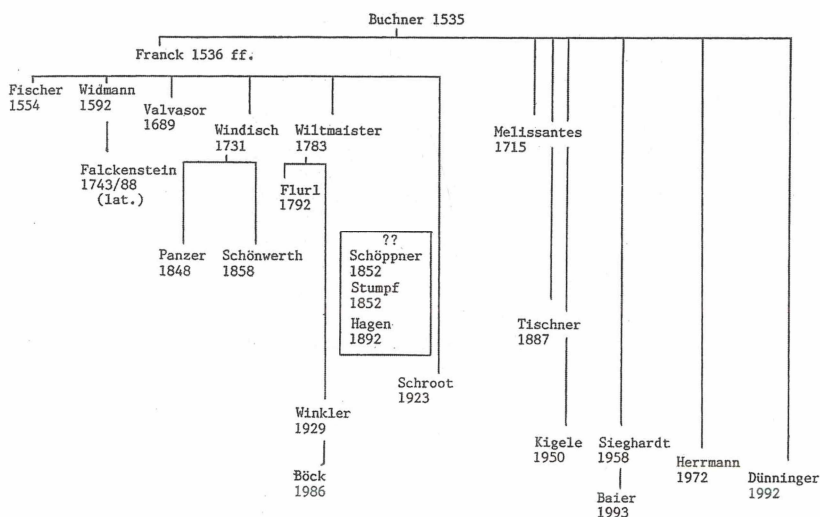 Buchner 1535
Franck 1536 ff.
Fischer
1554
Widmann
1592
Valvasor
1689
Windisch
1731
Wiltmaister
1783
Melissantes
1715
Falckenstein
1743/88
(lat.)
Flurl
1792
Panzer
1848
Schönwerth
1858
??
Schöppner
1852
Stumpf
1852
Hagen
1892
Tischner
1887
Schroot
1923
Winkler
1929
Kigele
1950
Sieghardt
1958
Herrmann
1972
Dünninger
1992
Böck
1986
Baier
1993